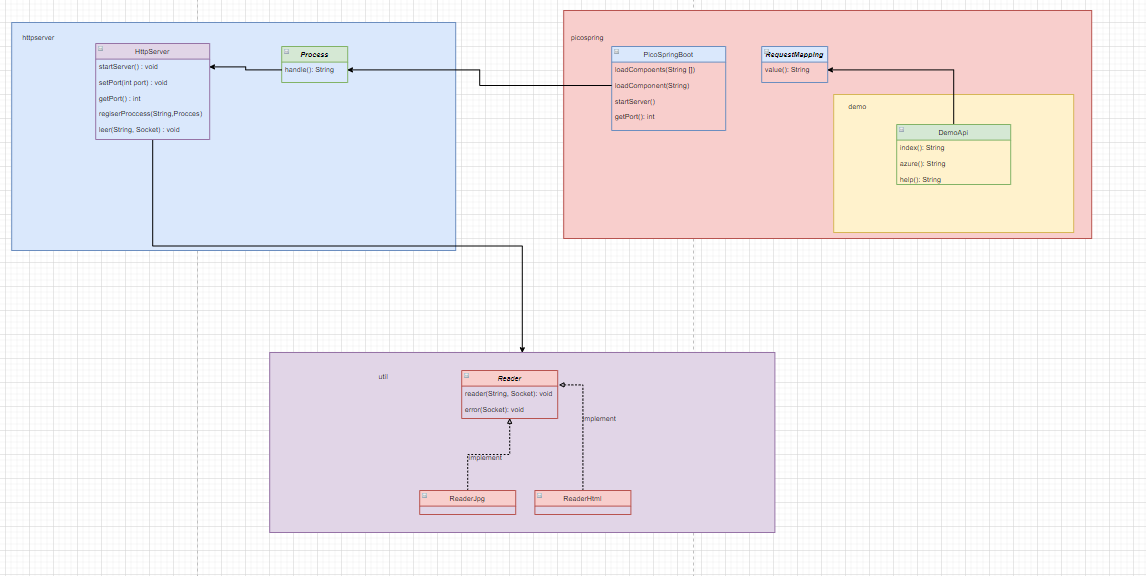 httpserver
HttpServer
startServer() : void
setPort(int port) : void
getPort() : int
regiserProccess(String,Procces)
leer(String, Socket) : void
Process
handle(): String
picospring
PicoSpringBoot
loadCompoents(String [])
loadComponent(String)
startServer()
getPort(): int
RequestMapping
value(): String
demo
DemoApi
index(): String
azure(): String
help(): String
util
Reader
reader(String, Socket): void
error(Socket): void
implement
implement
ReaderJpg
ReaderHtml